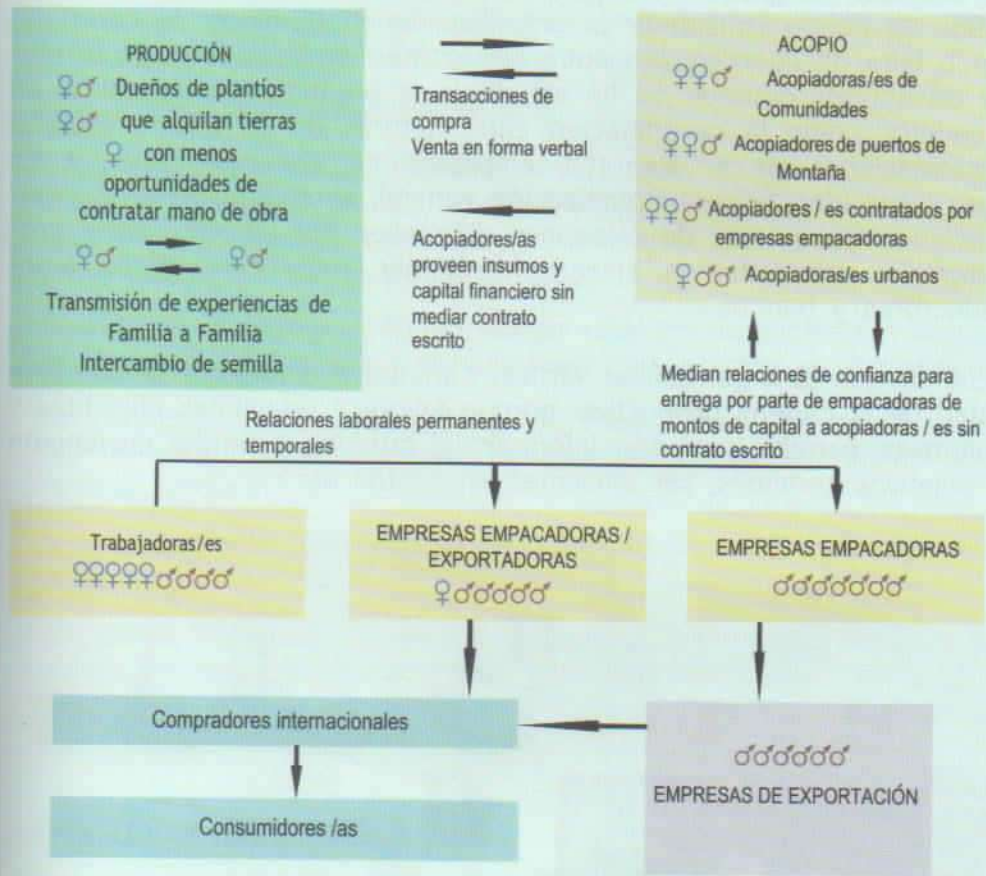 PRODUCCIÓN
♀♂ Dueños de plantíos
♀♂ que alquilan tierras
♀ con menos
oportunidades de
contratar mano de obra
♀♂ ♀♂
Transmisión de experiencias de
Familia a Familia
Intercambio de semilla
Transacciones de
compra
Venta en forma verbal
Acopiadores/as
proveen insumos y
capital financiero sin
mediar contrato
escrito
ACOPIO
♀♀♂ Acopiadoras/es de
Comunidades
♀♀♂ Acopiadores de puertos de
Montaña
♀♀♂ Acopiadores / es contratados por
empresas empacadoras
♀♂♂ Acopiadoras/es urbanos
Median relaciones de confianza para
entrega por parte de empacadoras de
montos de capital a acopiadoras / es sin
contrato escrito
Relaciones laborales permanentes y
temporales
Trabajadoras/es
♀♀♀♀♀♂♂♂♂
EMPRESAS EMPACADORAS /
EXPORTADORAS
♀♂♂♂♂♂
EMPRESAS EMPACADORAS
♂♂♂♂♂♂♂
Compradores internacionales
♂♂♂♂♂♂
EMPRESAS DE EXPORTACIÓN
Consumidores /as